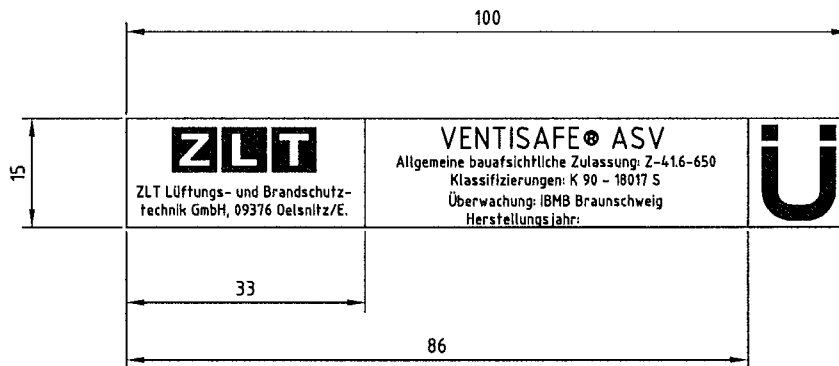 100
15
ZLT
ZLT Lüftungs- und Brandschutz-
technik GmbH, 09376 Oelsnitz/E.
VENTISAFE® ASV
Allgemeine bauafsichtliche Zulassung: Z-41.6-650
Klassifizierungen: K 90 - 18017 S
Überwachung: IBMB Braunschweig
Herstellungsjahr:
Ü
33
86